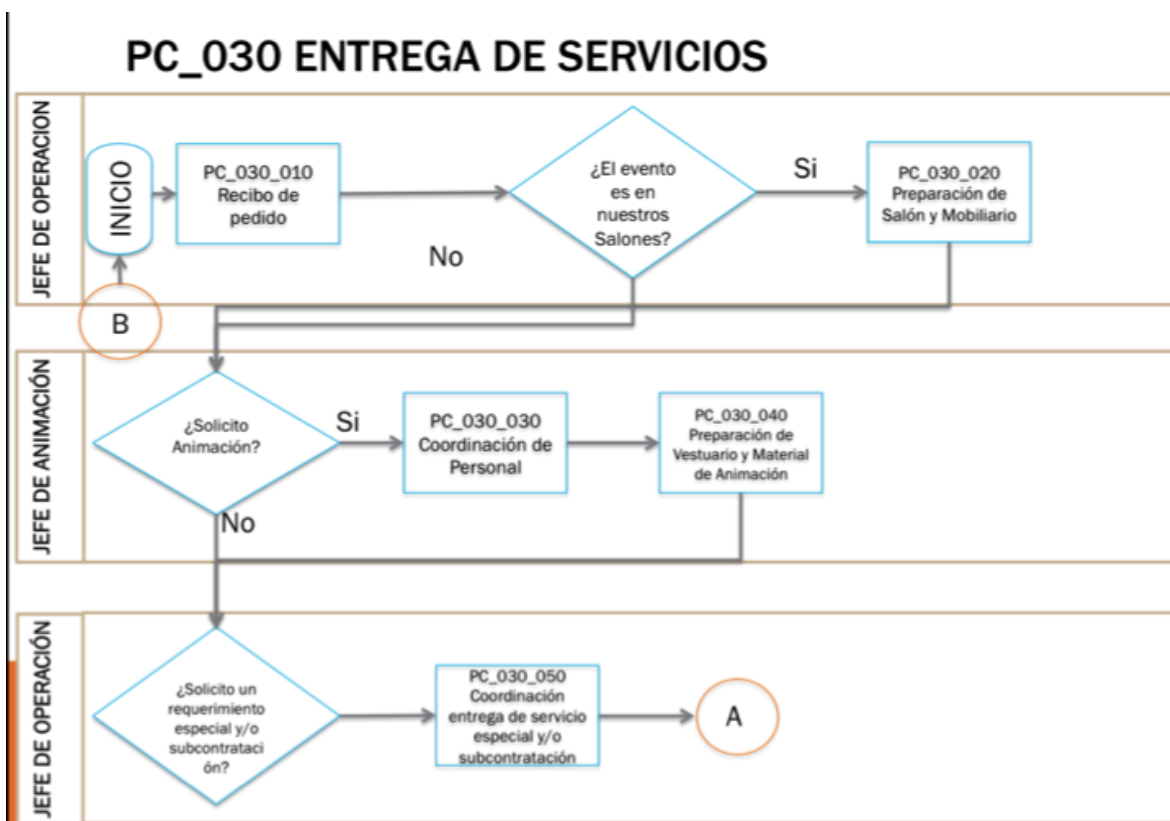 PC_030 ENTREGA DE SERVICIOS
JEFE DE OPERACION
INICIO
PC_030_010
Recibo de
pedido
¿El evento
es en
nuestros
Salones?
Si
PC_030_020
Preparación de
Salón y Mobiliario
No
B
JEFE DE ANIMACIÓN
¿Solicito
Animación?
Si
PC_030_030
Coordinación de
Personal
PC_030_040
Preparación de
Vestuario y Material
de Animación
No
JEFE DE OPERACIÓN
¿Solicito un
requerimiento
especial y/o
subcontrataci
ón?
PC_030_050
Coordinación
entrega de servicio
especial y/o
subcontratación
A